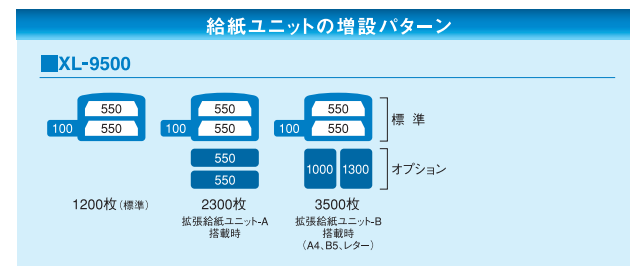 給紙ユニットの増設パターン
■XL-9500
550 550 550
100 550 100 550 100 550
標 準
550
1000 1300
オプション
550
1200枚(標準) 2300枚 3500枚
拡張給紙ユニット-A 拡張給紙ユニット-B
搭載時 搭載時
(A4、B5、レター)